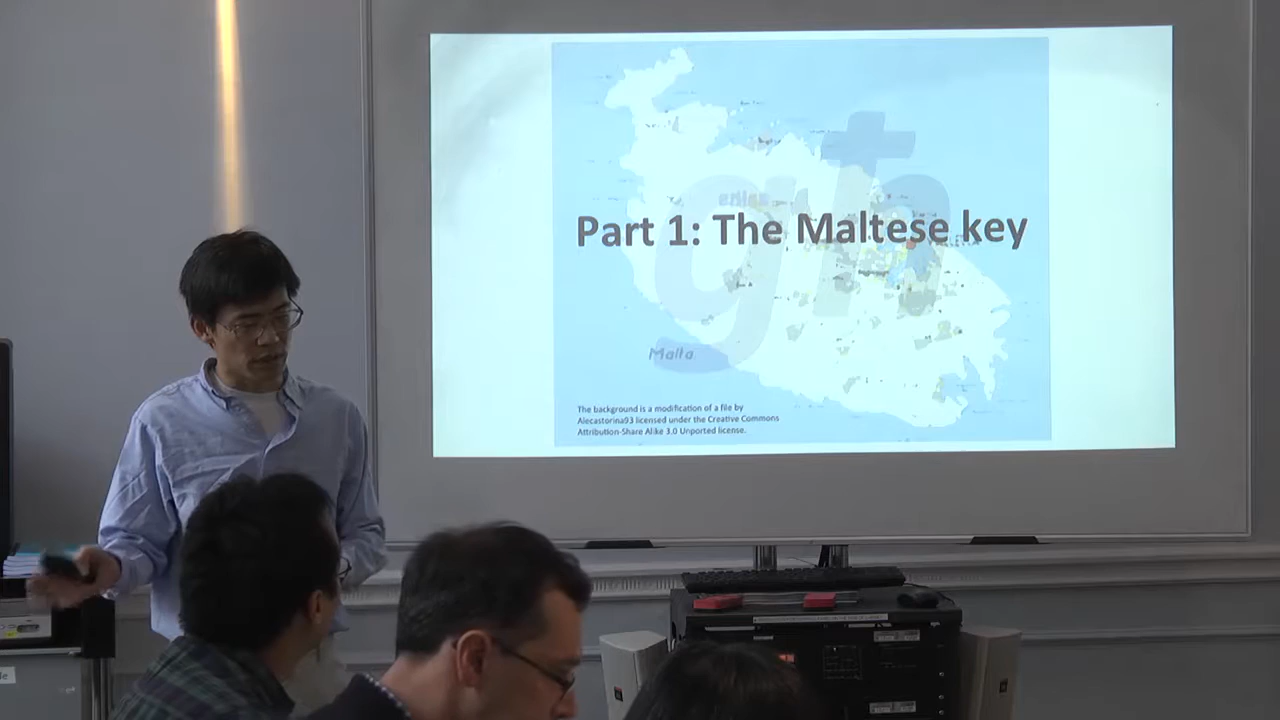 Part 1: The Maltese key
Malta
The background is a modification of a file by
Alecastorina93 licensed under the Creative Commons
Attribution-Share Alike 3.0 Unported license.